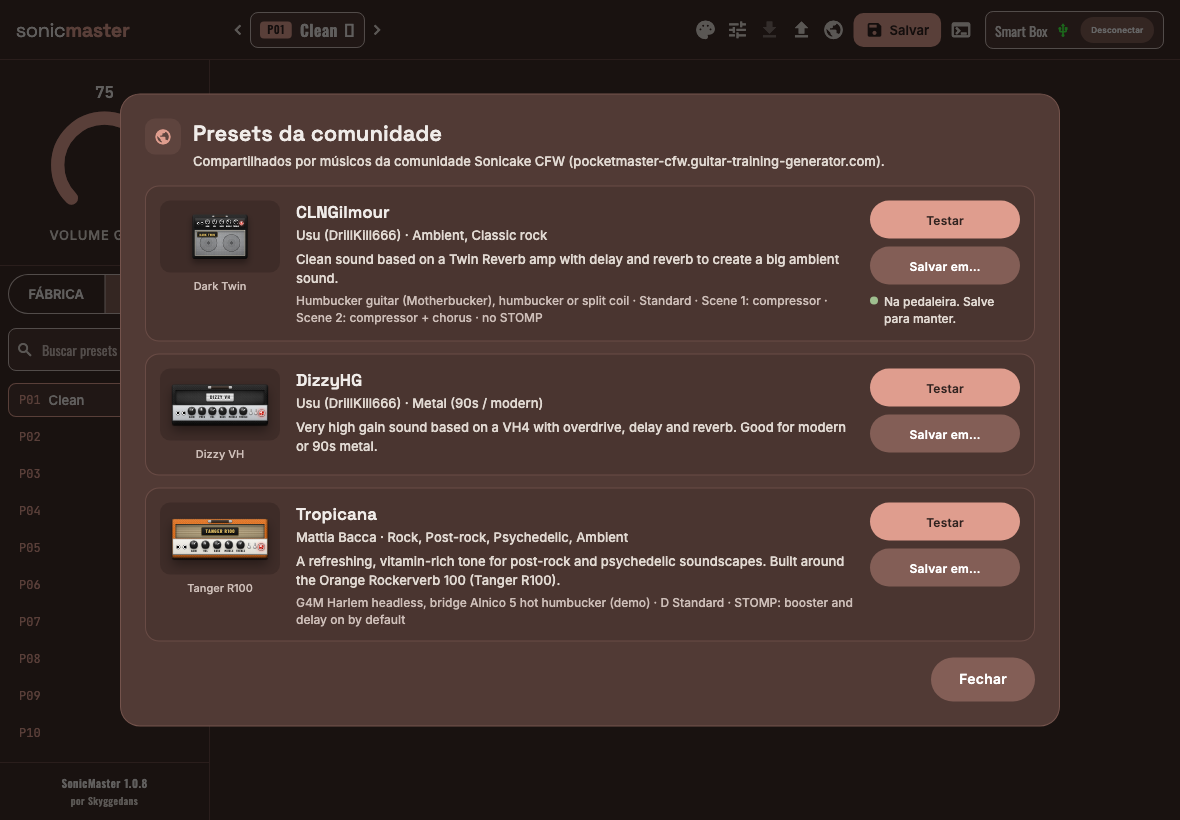 sonicmaster
P01 Clean
Salvar
Smart Box
Desconectar
75
VOLUME G
FÁBRICA
Buscar presets
P01 Clean
P02
P03
P04
P05
P06
P07
P08
P09
P10
SonicMaster 1.0.8
por Skyggedans
Presets da comunidade
Compartilhados por músicos da comunidade Sonicake CFW (pocketmaster-cfw.guitar-training-generator.com).
Dark Twin
CLNGilmour
Usu (DrillKill666) · Ambient, Classic rock
Clean sound based on a Twin Reverb amp with delay and reverb to create a big ambient
sound.
Humbucker guitar (Motherbucker), humbucker or split coil · Standard · Scene 1: compressor ·
Scene 2: compressor + chorus · no STOMP
Testar
Salvar em...
Na pedaleira. Salve
para manter.
DIZZY VH
Dizzy VH
DizzyHG
Usu (DrillKill666) · Metal (90s / modern)
Very high gain sound based on a VH4 with overdrive, delay and reverb. Good for modern
or 90s metal.
Testar
Salvar em...
TANGER R100
Tanger R100
Tropicana
Mattia Bacca · Rock, Post-rock, Psychedelic, Ambient
A refreshing, vitamin-rich tone for post-rock and psychedelic soundscapes. Built around
the Orange Rockerverb 100 (Tanger R100).
G4M Harlem headless, bridge Alnico 5 hot humbucker (demo) · D Standard · STOMP: booster and
delay on by default
Testar
Salvar em...
Fechar